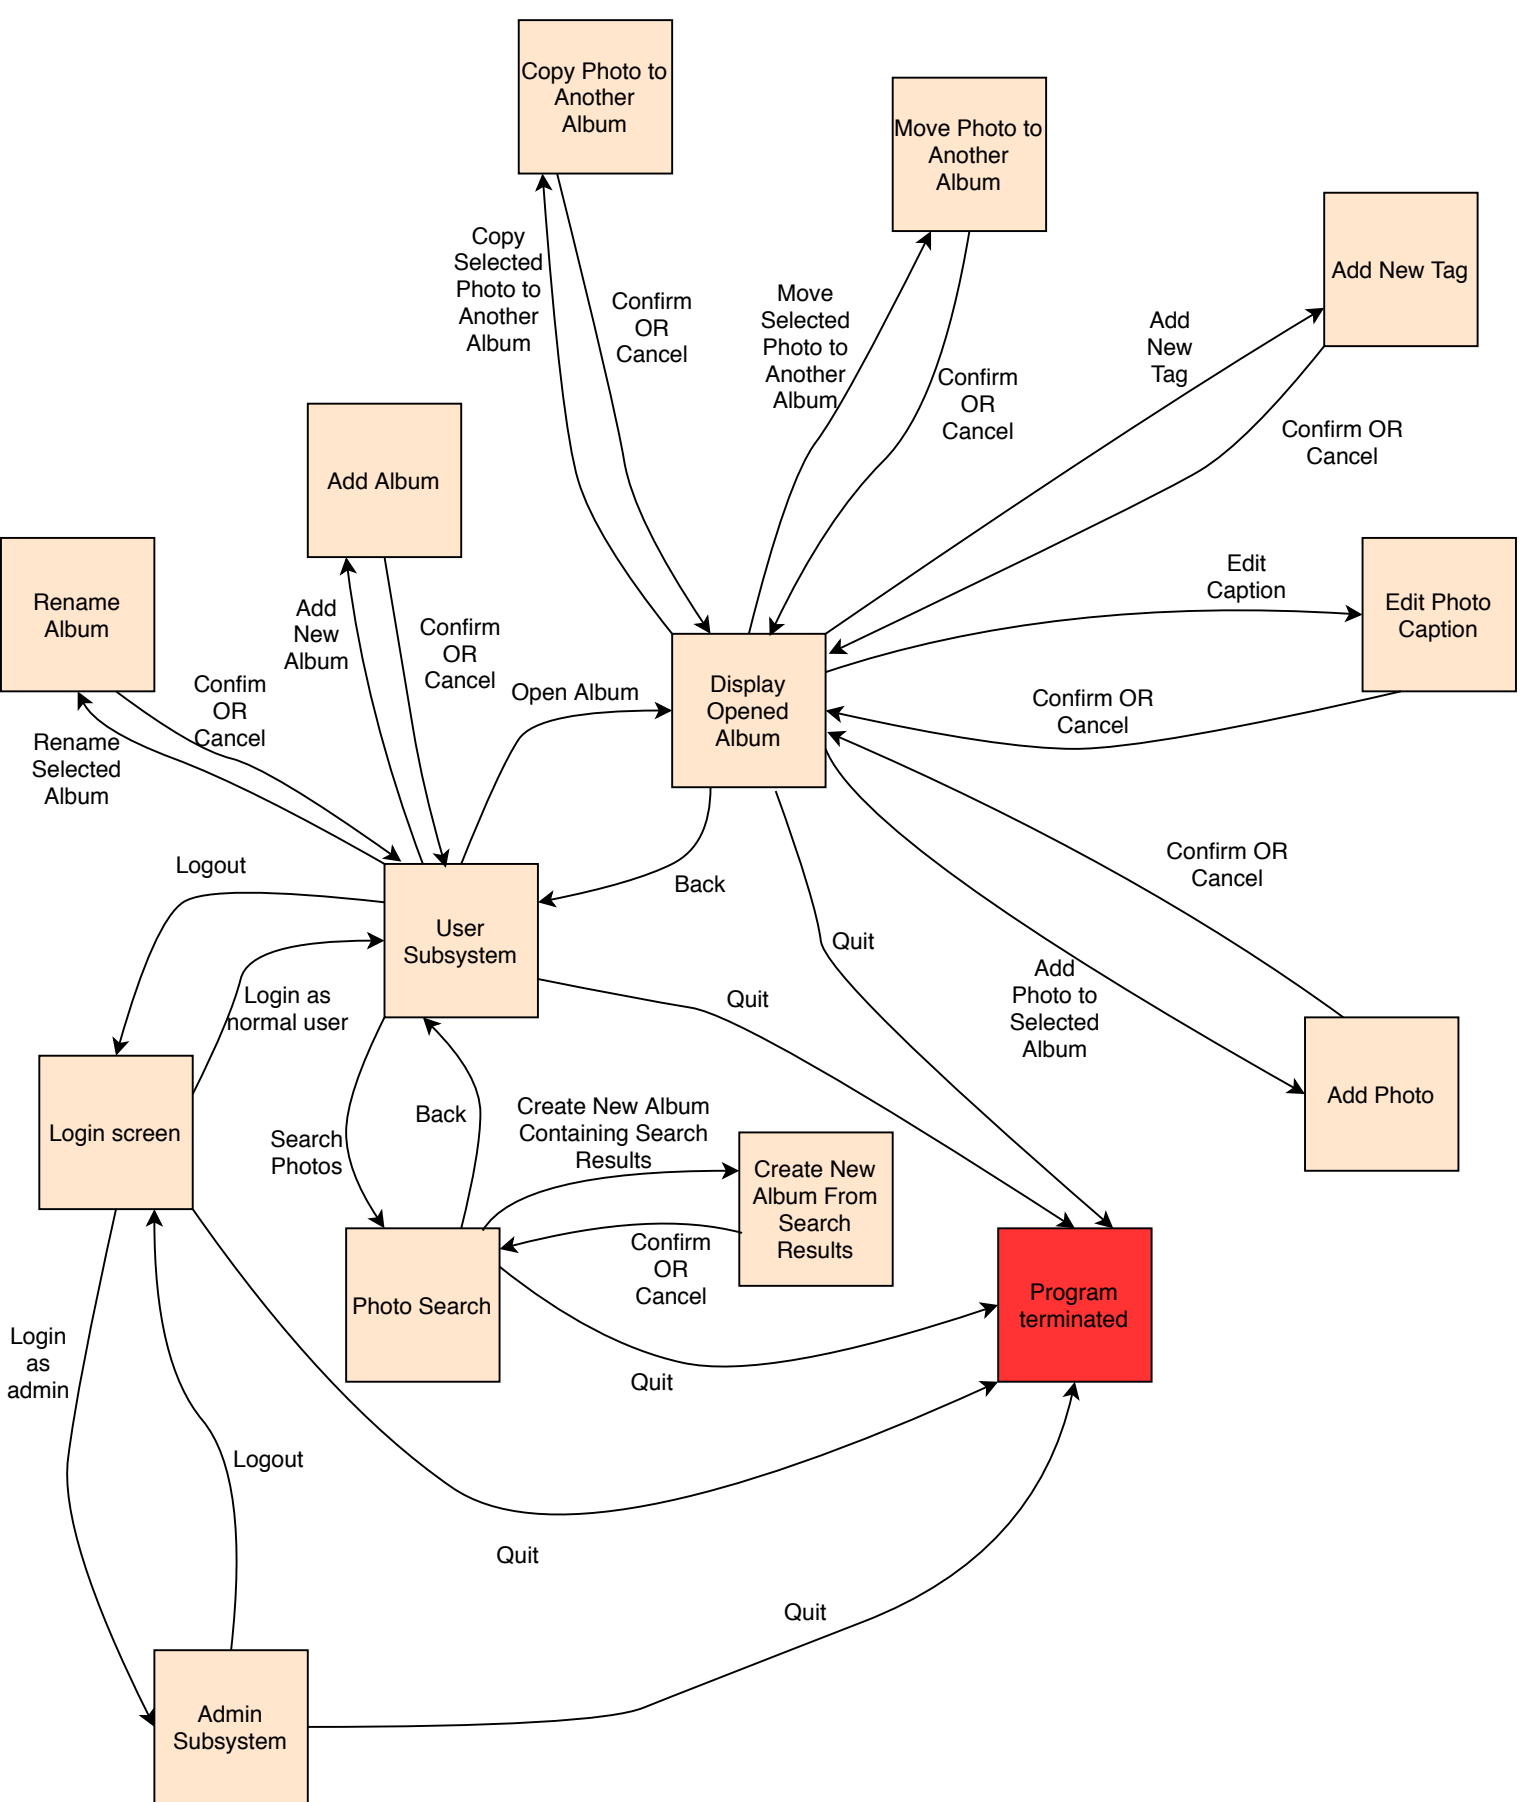 Copy Photo to
Another
Album
Move Photo to
Another
Album
Add New Tag
Copy
Selected
Photo to
Another
Album
Confirm
OR
Cancel
Move
Selected
Photo to
Another
Album
Confirm
OR
Cancel
Add
New
Tag
Confirm OR
Cancel
Add Album
Rename
Album
Add
New
Album
Confirm
OR
Cancel
Confim
OR
Cancel
Rename
Selected
Album
Open Album
Display
Opened
Album
Edit
Caption
Edit Photo
Caption
Confirm OR
Cancel
Confirm OR
Cancel
Logout
Back
User
Subsystem
Quit
Login as
normal user
Quit
Add
Photo to
Selected
Album
Add Photo
Login screen
Search
Photos
Back
Create New Album
Containing Search
Results
Create New
Album From
Search
Results
Confirm
OR
Cancel
Photo Search
Program
terminated
Quit
Login
as
admin
Logout
Quit
Quit
Admin
Subsystem